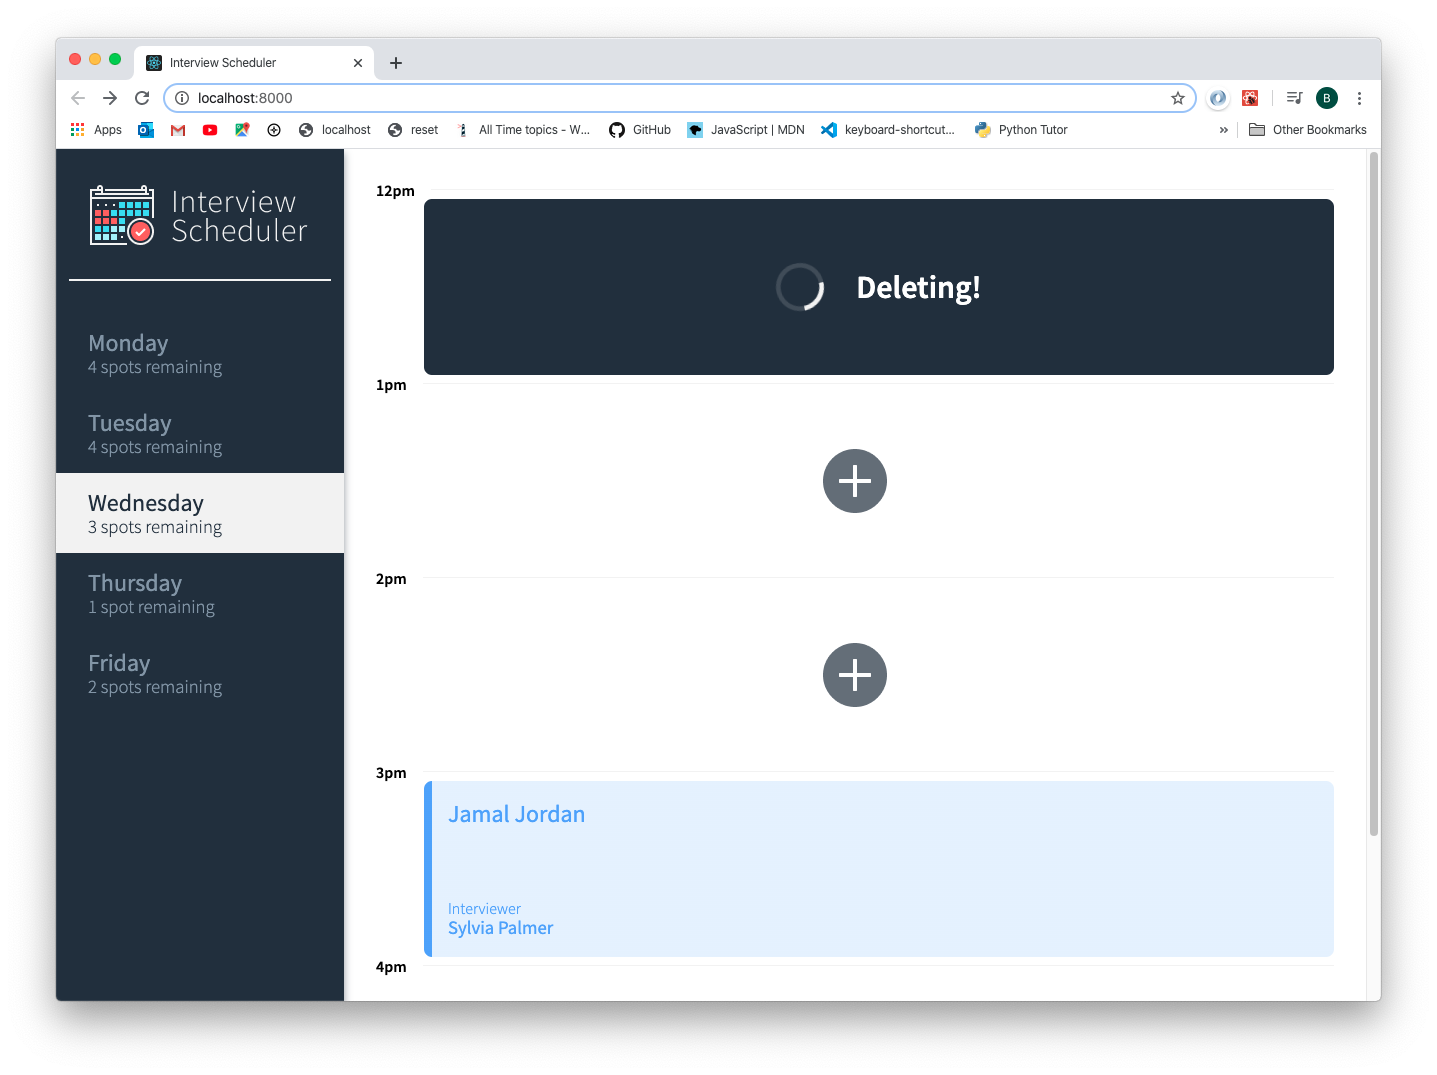 Interview Scheduler
localhost:8000
B
Apps
localhost
reset
All Time topics - W...
GitHub
JavaScript | MDN
keyboard-shortcut...
Python Tutor
»
Other Bookmarks
Interview
Scheduler
Monday
4 spots remaining
Tuesday
4 spots remaining
Wednesday
3 spots remaining
Thursday
1 spot remaining
Friday
2 spots remaining
12pm
Deleting!
1pm
2pm
3pm
Jamal Jordan
Interviewer
Sylvia Palmer
4pm